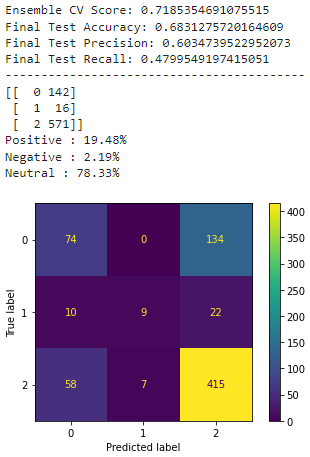 Ensemble CV Score: 0.7185354691075515
Final Test Accuracy: 0.6831275720164609
Final Test Precision: 0.6034739522952073
Final Test Recall: 0.4799549197415051
-------------------------------------
[[  0 142]
 [  1  16]
 [  2 571]]
Positive : 19.48%
Negative : 2.19%
Neutral : 78.33%
400
350
300
250
200
150
100
50
0
True label
0 74 0 134
1 10 9 22
2 58 7 415
0 1 2
Predicted label